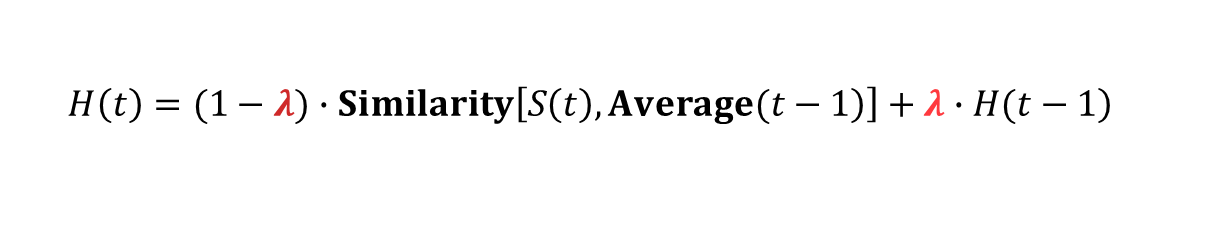 H(t) = (1 − λ) · Similarity[S(t), Average(t − 1)] + λ · H(t − 1)